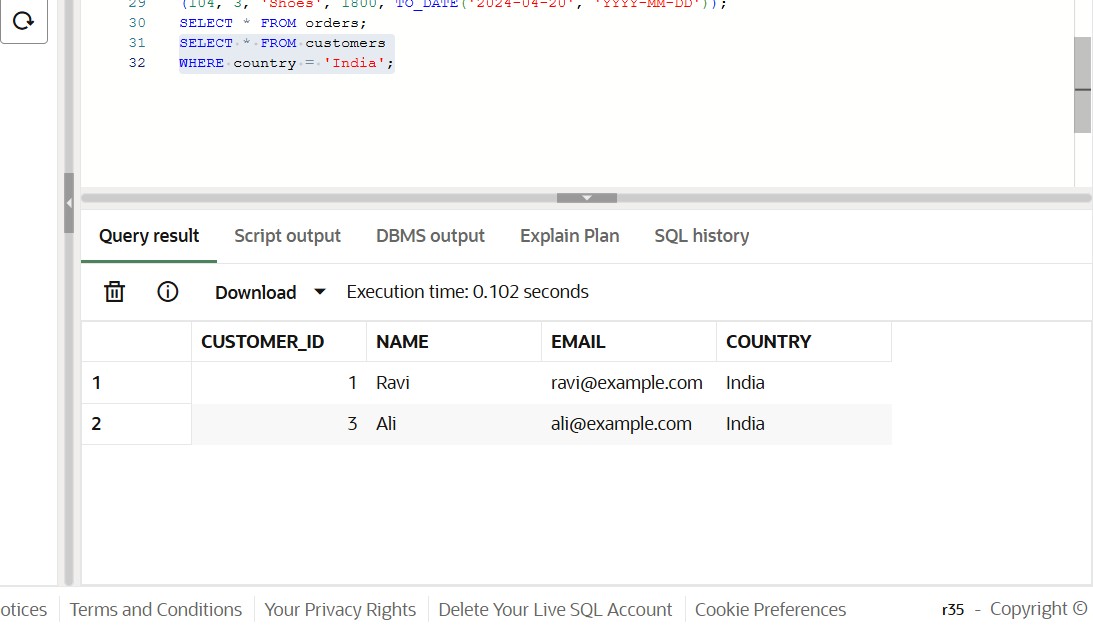 29 (104, 3, 'Shoes', 1800, TO_DATE('2024-04-20', 'YYYY-MM-DD'));
30 SELECT * FROM orders;
31 SELECT * FROM customers
32 WHERE country = 'India';
Query result Script output DBMS output Explain Plan SQL history
Download Execution time: 0.102 seconds
CUSTOMER_ID NAME EMAIL COUNTRY
1 1 Ravi ravi@example.com India
2 3 Ali ali@example.com India
otices Terms and Conditions Your Privacy Rights Delete Your Live SQL Account Cookie Preferences r35 - Copyright ©